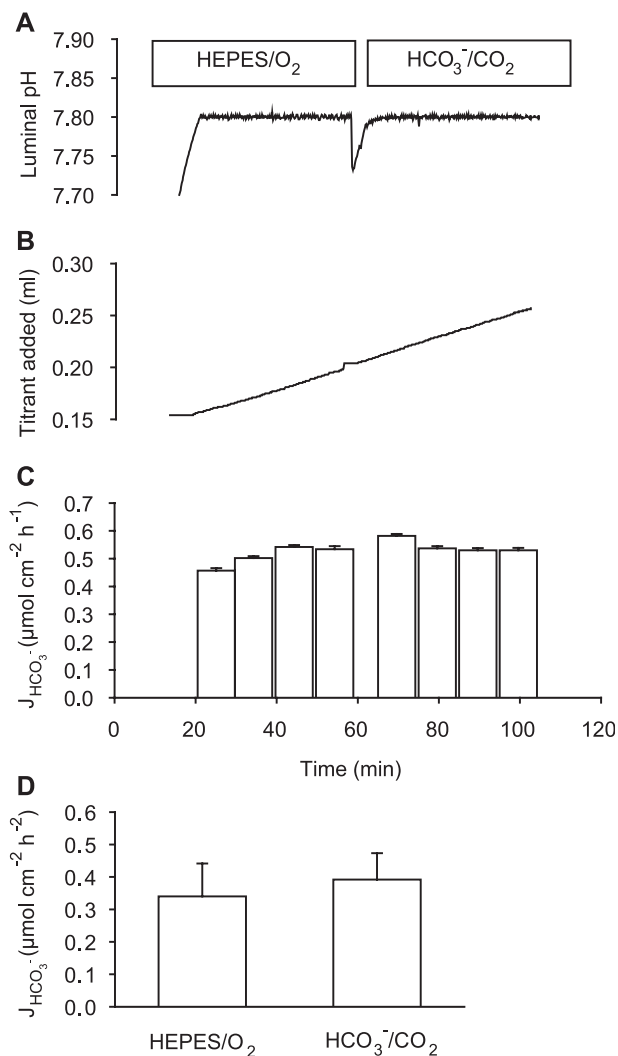 A
7.90
7.85
7.80
7.75
7.70
Luminal pH
HEPES/O₂
HCO₃⁻/CO₂
B
0.30
0.25
0.20
0.15
Titrant added (ml)
C
0.7
0.6
0.5
0.4
0.3
0.2
0.1
0.0
J_HCO₃⁻ (μmol cm⁻² h⁻¹)
0 20 40 60 80 100 120
Time (min)
D
0.6
0.5
0.4
0.3
0.2
0.1
0.0
J_HCO₃⁻ (μmol cm⁻² h⁻²)
HEPES/O₂
HCO₃⁻/CO₂